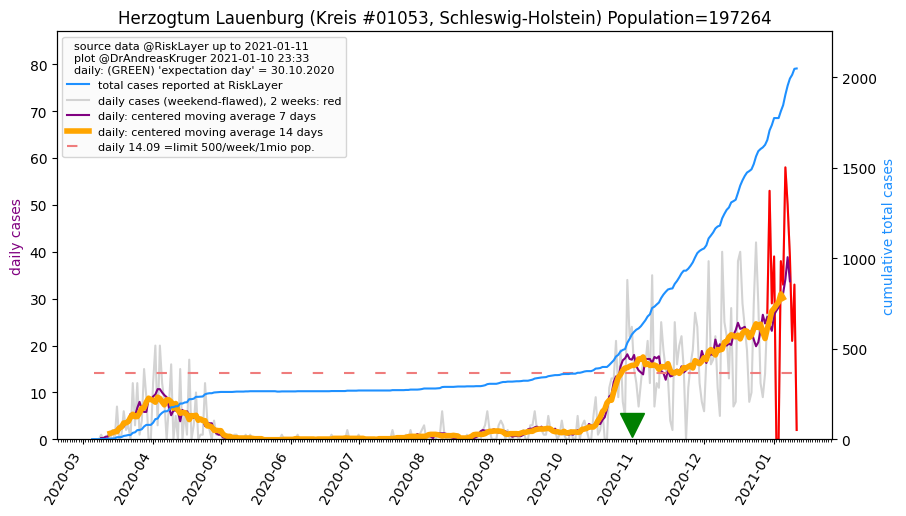 Herzogtum Lauenburg (Kreis #01053, Schleswig-Holstein) Population=197264
source data @RiskLayer up to 2021-01-11
plot @DrAndreasKruger 2021-01-10 23:33
daily: (GREEN) 'expectation day' = 30.10.2020
total cases reported at RiskLayer
daily cases (weekend-flawed), 2 weeks: red
daily: centered moving average 7 days
daily: centered moving average 14 days
daily 14.09 =limit 500/week/1mio pop.
daily cases
80
70
60
50
40
30
20
10
0
cumulative total cases
2000
1500
1000
500
0
2020-03
2020-04
2020-05
2020-06
2020-07
2020-08
2020-09
2020-10
2020-11
2020-12
2021-01